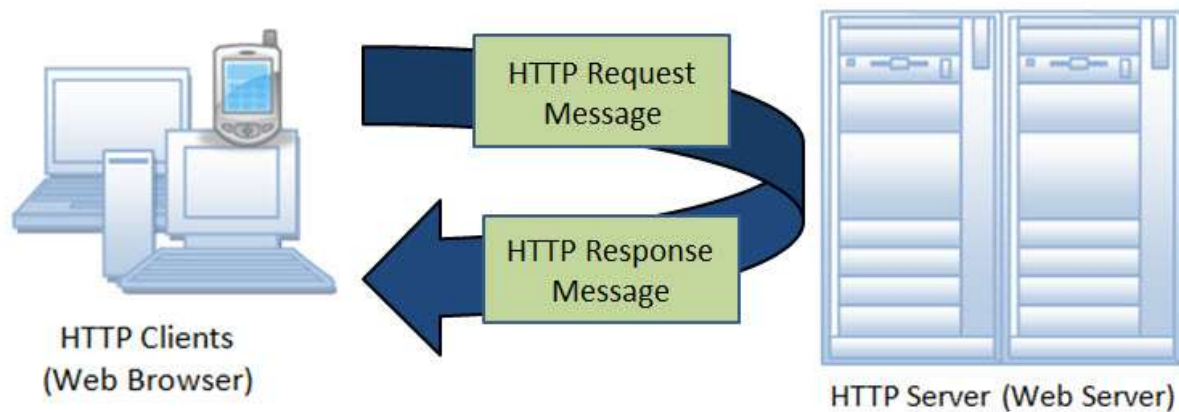 HTTP Request
Message
HTTP Response
Message
HTTP Clients
(Web Browser)
HTTP Server (Web Server)